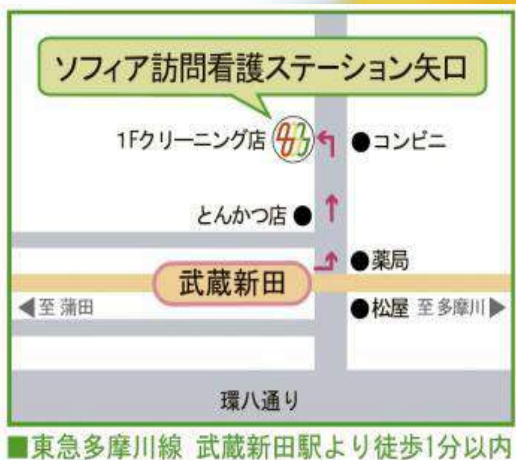 ソフィア訪問看護ステーション矢口
1Fクリーニング店
●コンビニ
とんかつ店●
●薬局
武蔵新田
◀至 蒲田
●松屋 至 多摩川▶
環八通り
■東急多摩川線 武蔵新田駅より徒歩1分以内